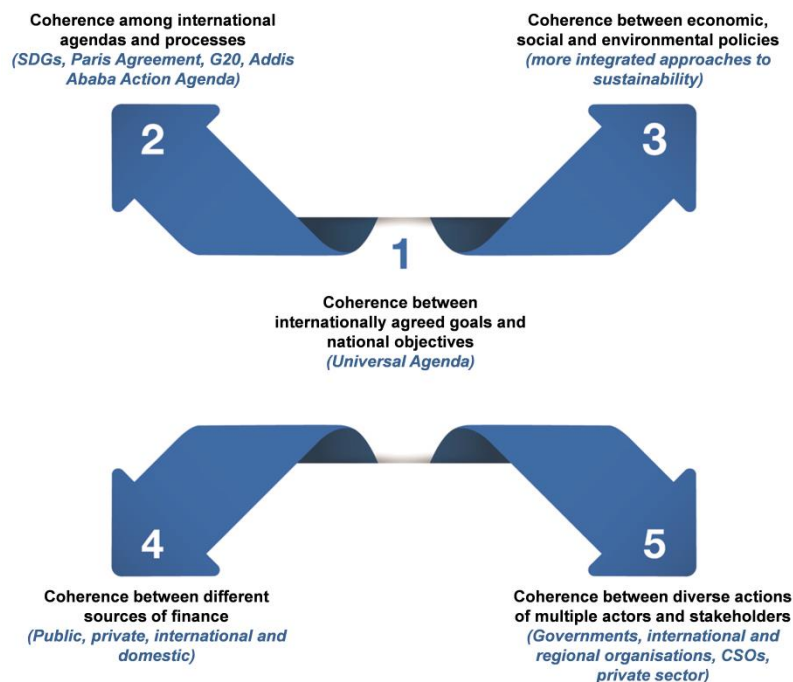 Coherence among international
agendas and processes
(SDGs, Paris Agreement, G20, Addis
Ababa Action Agenda)
2
Coherence between economic,
social and environmental policies
(more integrated approaches to
sustainability)
3
1
Coherence between
internationally agreed goals and
national objectives
(Universal Agenda)
4
Coherence between different
sources of finance
(Public, private, international and
domestic)
5
Coherence between diverse actions
of multiple actors and stakeholders
(Governments, international and
regional organisations, CSOs,
private sector)